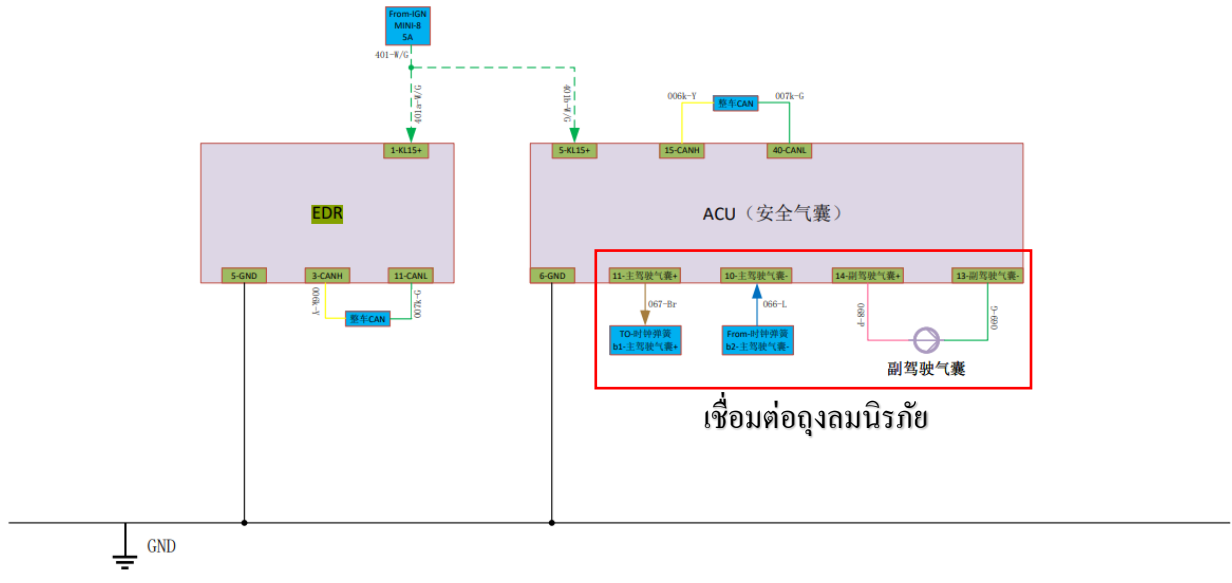 From-IGN
MINI-8
5A
401-W/G
401a-W/G
401b-W/G
006k-Y
整车CAN
007k-G
1-KL15+
5-KL15+
15-CANH
40-CANL
EDR
ACU（安全气囊）
5-GND
3-CANH
11-CANL
6-GND
11-主驾驶气囊+
10-主驾驶气囊-
14-副驾驶气囊+
13-副驾驶气囊-
006k-Y
整车CAN
007k-G
067-Br
066-L
068-P
069-G
TO-时钟弹簧
b1-主驾驶气囊+
From-时钟弹簧
b2-主驾驶气囊-
副驾驶气囊
เชื่อมต่อถุงลมนิรภัย
GND